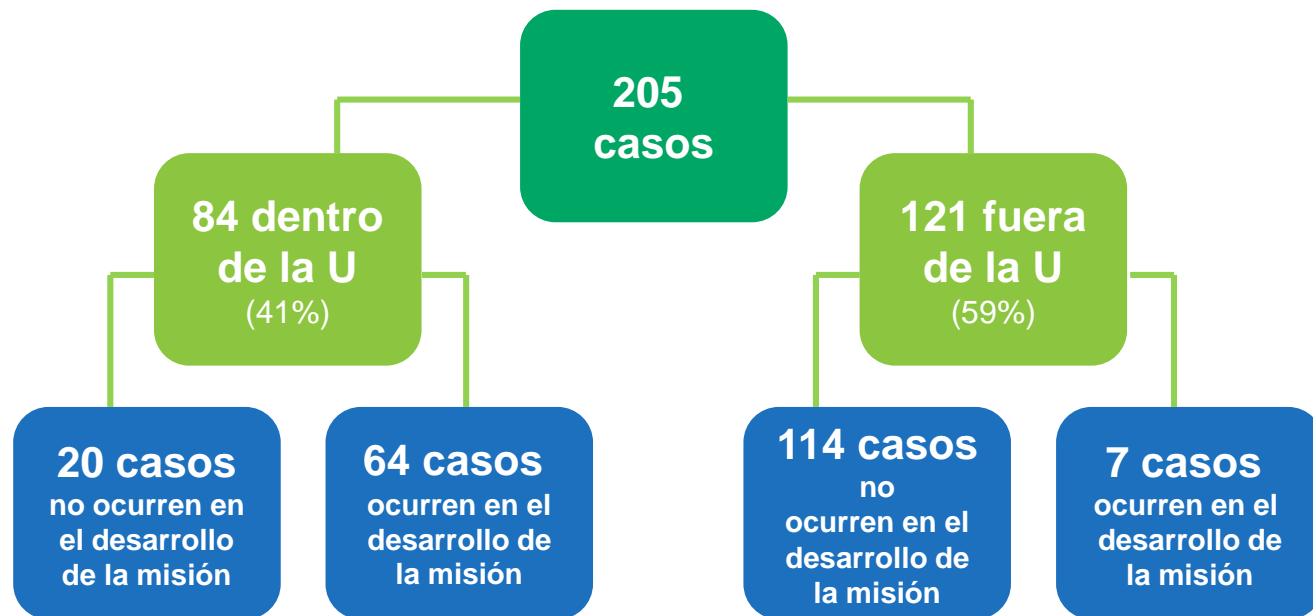 205
casos
84 dentro
de la U
(41%)
121 fuera
de la U
(59%)
20 casos
no ocurren en
el desarrollo
de la misión
64 casos
ocurren en el
desarrollo de
la misión
114 casos
no
ocurren en el
desarrollo de
la misión
7 casos
ocurren en el
desarrollo de
la misión